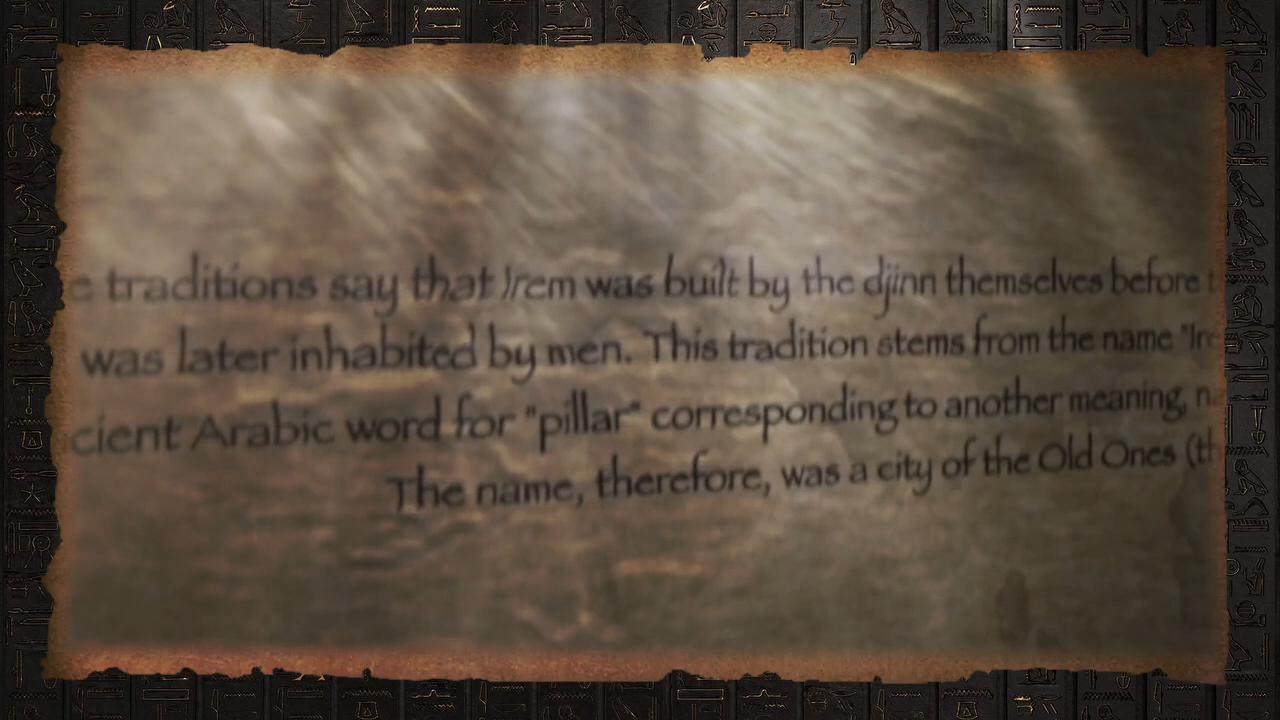 traditions say that Irem was built by the djinn themselves before
was later inhabited by men. This tradition stems from the name "Ire
cient Arabic word for "pillar" corresponding to another meaning,
The name, therefore, was a city of the Old Ones (th